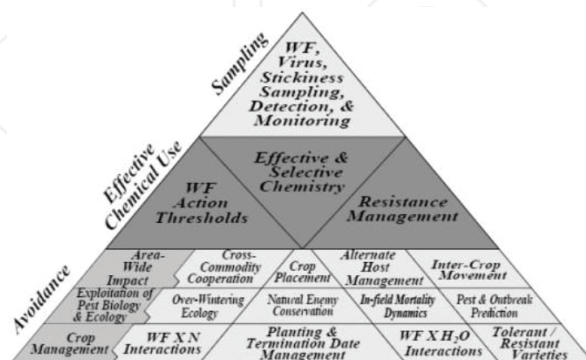 Sampling
WF,
Virus,
Stickiness
Sampling,
Detection, &
Monitoring
Effective
Chemical Use
WF
Action
Thresholds
Effective &
Selective
Chemistry
Resistance
Management
Avoidance
Area-
Wide
Impact
Cross-
Commodity
Cooperation
Crop
Placement
Alternate
Host
Management
Inter-Crop
Movement
Exploitation of
Pest Biology
& Ecology
Over-Wintering
Ecology
Natural Enemy
Conservation
In-field Mortality
Dynamics
Pest & Outbreak
Prediction
Crop
Management
WF X N
Interactions
Planting &
Termination Date
Management
WF X H₂O
Interactions
Tolerant /
Resistant
Varieties